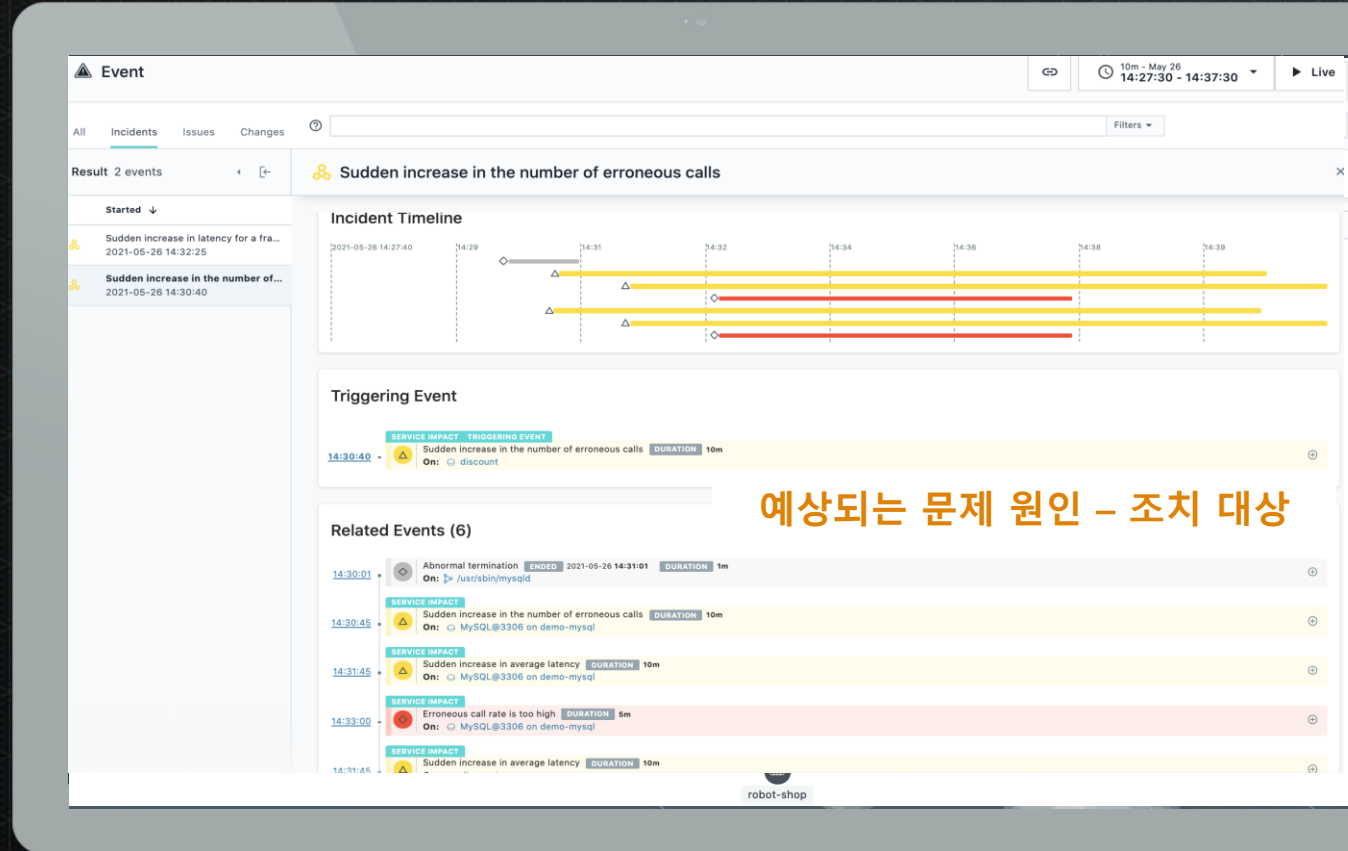 Event
10m - May 26
14:27:30 - 14:37:30
Live
All Incidents Issues Changes
Filters
Result 2 events
Sudden increase in the number of erroneous calls
Started ↓
Sudden increase in latency for a fra...
2021-05-26 14:32:25
Sudden increase in the number of...
2021-05-26 14:30:40
Incident Timeline
2021-05-26 14:27:40 14:29 14:31 14:32 14:34 14:36 14:38 14:39
Triggering Event
SERVICE IMPACT TRIGGERING EVENT
14:30:40 Sudden increase in the number of erroneous calls DURATION 10m
On: discount
예상되는 문제 원인 – 조치 대상
Related Events (6)
14:30:01 Abnormal termination ENDED 2021-05-26 14:31:01 DURATION 1m
On: /usr/sbin/mysqld
SERVICE IMPACT
14:30:45 Sudden increase in the number of erroneous calls DURATION 10m
On: MySQL@3306 on demo-mysql
SERVICE IMPACT
14:31:45 Sudden increase in average latency DURATION 10m
On: MySQL@3306 on demo-mysql
SERVICE IMPACT
14:33:00 Erroneous call rate is too high DURATION 5m
On: MySQL@3306 on demo-mysql
SERVICE IMPACT
14:31:45 Sudden increase in average latency DURATION 10m
robot-shop